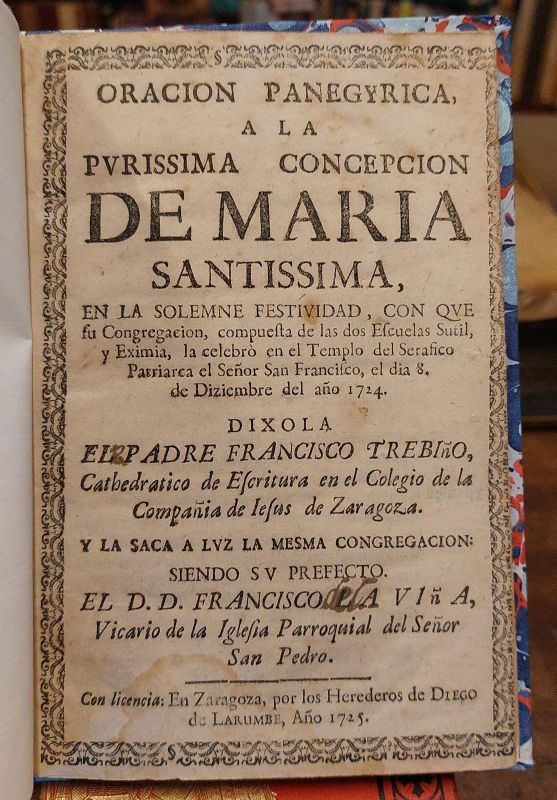 ORACION PANEGYRICA,
A LA
PVRISSIMA CONCEPCION
DE MARIA
SANTISSIMA,
EN LA SOLEMNE FESTIVIDAD, CON QVE
ſu Congregacion, compueſta de las dos Eſcuelas Sutil,
y Eximia, la celebrò en el Templo del Serafico
Patriarca el Señor San Franciſco, el dia 8.
de Diziembre del año 1724.
DIXOLA
EL PADRE FRANCISCO TREBIñO,
Cathedratico de Eſcritura en el Colegio de la
Compañia de Ieſus de Zaragoza.
Y LA SACA A LVZ LA MESMA CONGREGACION:
SIENDO SV PREFECTO.
EL D. D. FRANCISCO LA VIñA,
Vicario de la Igleſia Parroquial del Señor
San Pedro.
Con licencia: En Zaragoza, por los Herederos de DIEGO
de LARUMBE, Año 1725.